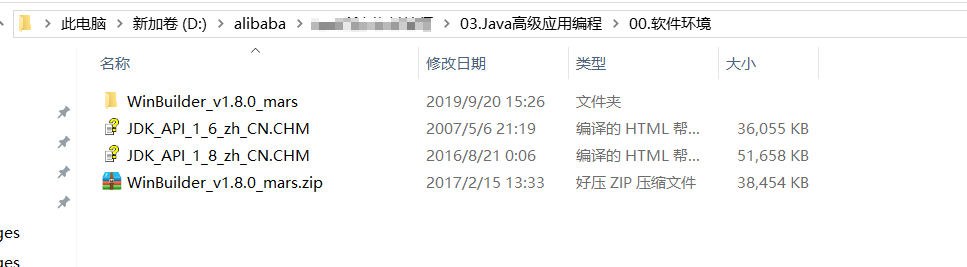 此电脑 新加卷 (D:) alibaba 03.Java高级应用编程 00.软件环境
名称 修改日期 类型 大小
WinBuilder_v1.8.0_mars 2019/9/20 15:26 文件夹
JDK_API_1_6_zh_CN.CHM 2007/5/6 21:19 编译的 HTML 帮... 36,055 KB
JDK_API_1_8_zh_CN.CHM 2016/8/21 0:06 编译的 HTML 帮... 51,658 KB
WinBuilder_v1.8.0_mars.zip 2017/2/15 13:33 好压 ZIP 压缩文件 38,454 KB
ges